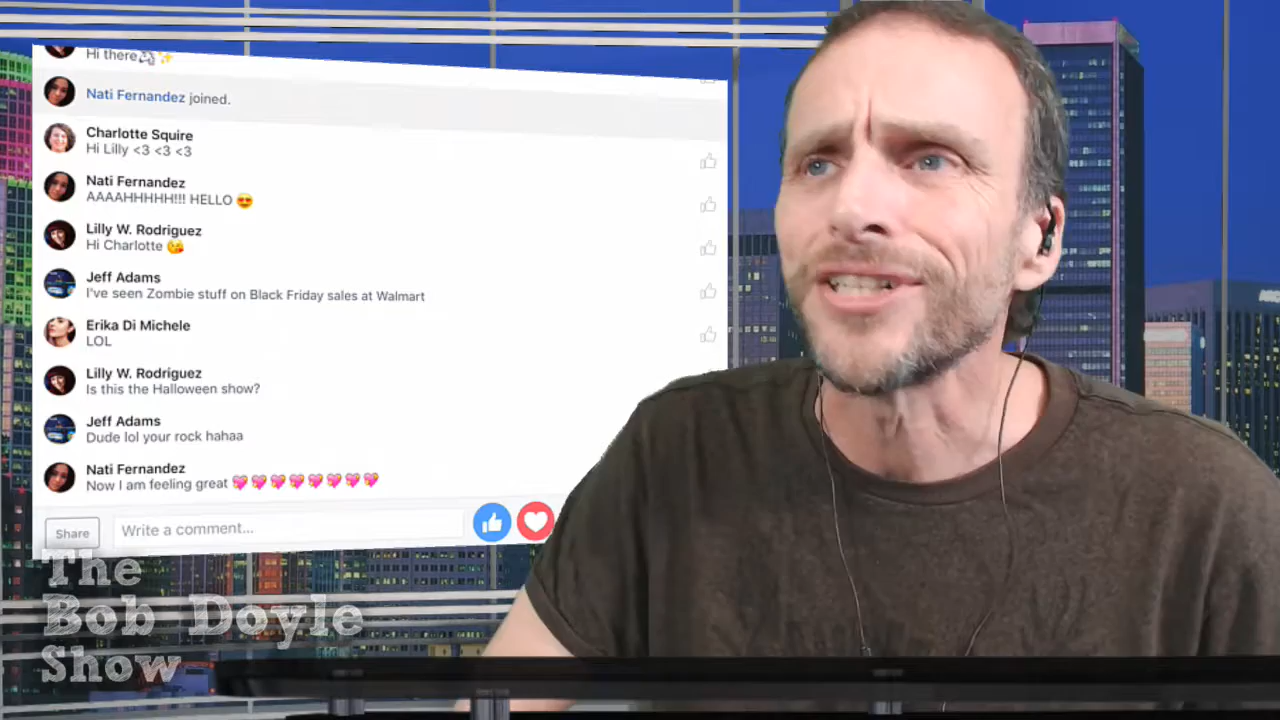 Hi there
Nati Fernandez joined.
Charlotte Squire
Hi Lilly <3 <3 <3
Nati Fernandez
AAAAHHHHH!!! HELLO 😍
Lilly W. Rodriguez
Hi Charlotte 😘
Jeff Adams
I've seen Zombie stuff on Black Friday sales at Walmart
Erika Di Michele
LOL
Lilly W. Rodriguez
Is this the Halloween show?
Jeff Adams
Dude lol your rock hahaa
Nati Fernandez
Now I am feeling great 💖💖💖💖💖💖💖💖
Share
Write a comment...
The
Bob Doyle
Show